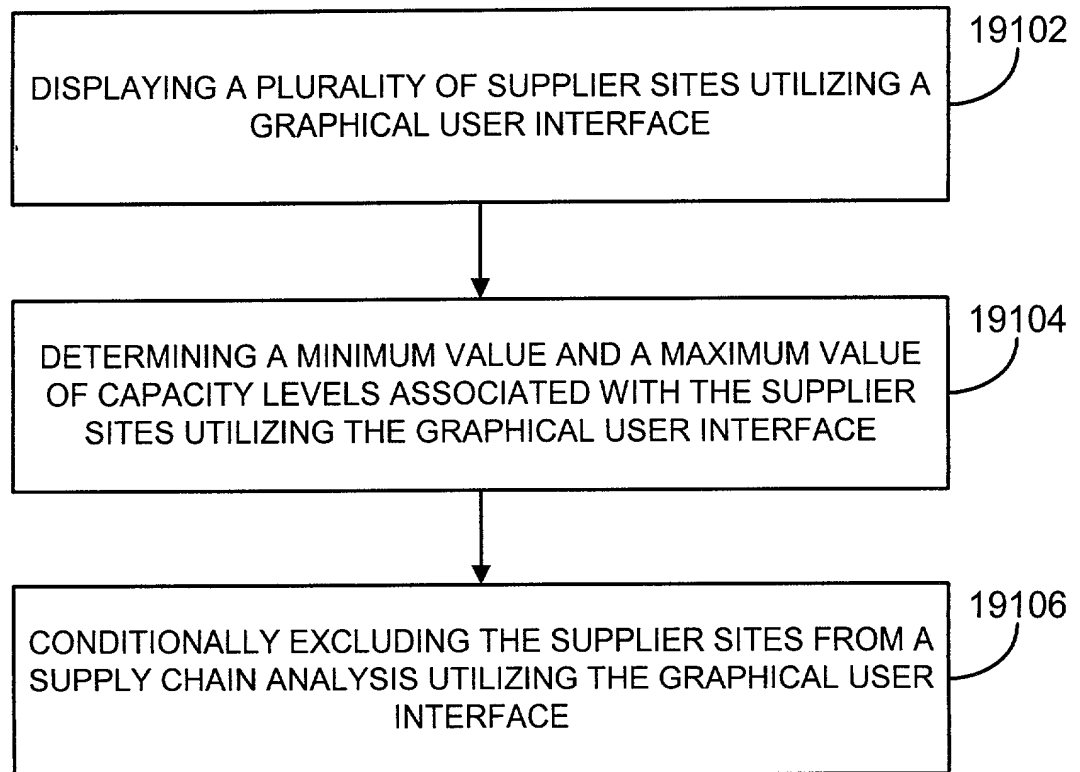 19102
DISPLAYING A PLURALITY OF SUPPLIER SITES UTILIZING A
GRAPHICAL USER INTERFACE
19104
DETERMINING A MINIMUM VALUE AND A MAXIMUM VALUE
OF CAPACITY LEVELS ASSOCIATED WITH THE SUPPLIER
SITES UTILIZING THE GRAPHICAL USER INTERFACE
19106
CONDITIONALLY EXCLUDING THE SUPPLIER SITES FROM A
SUPPLY CHAIN ANALYSIS UTILIZING THE GRAPHICAL USER
INTERFACE